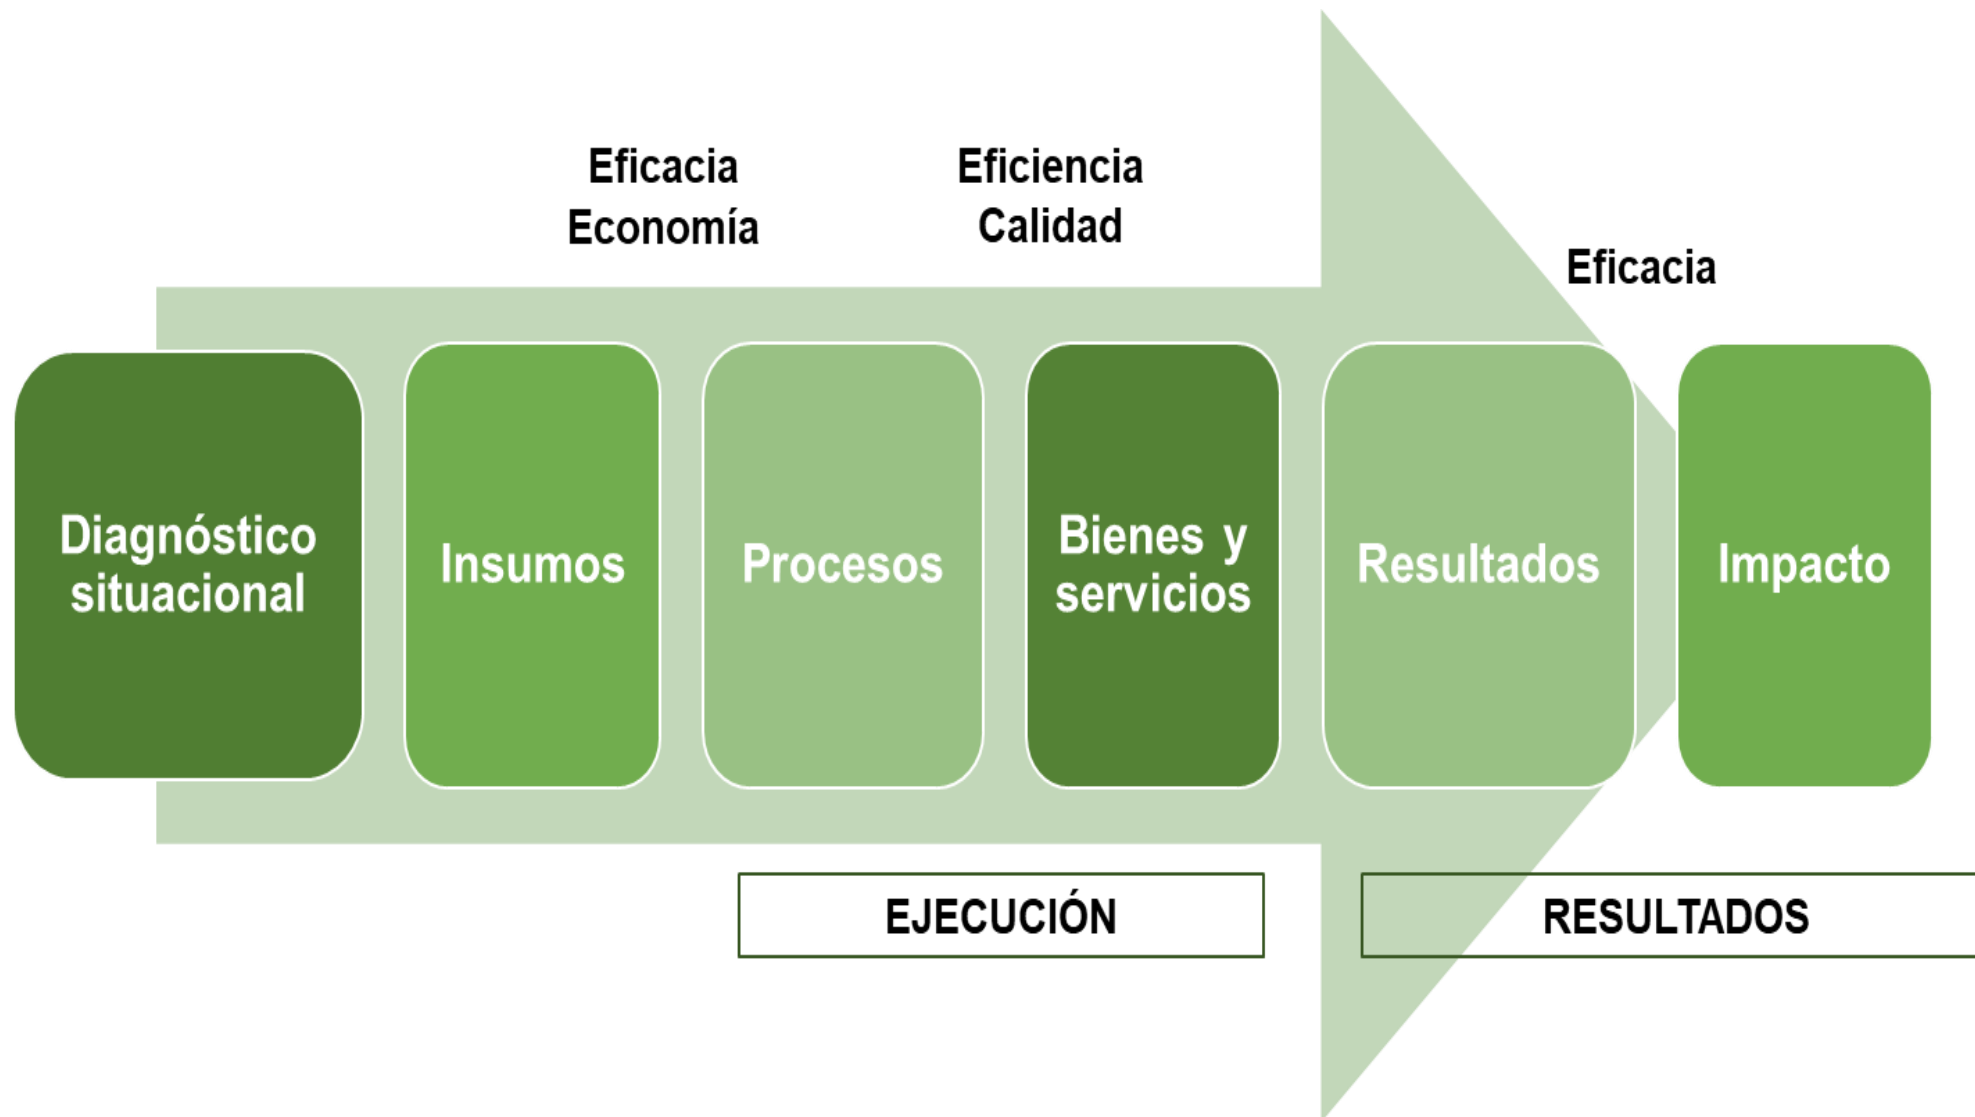 Eficacia
Economía
Eficiencia
Calidad
Eficacia
Diagnóstico
situacional
Insumos
Procesos
Bienes y
servicios
Resultados
Impacto
EJECUCIÓN
RESULTADOS